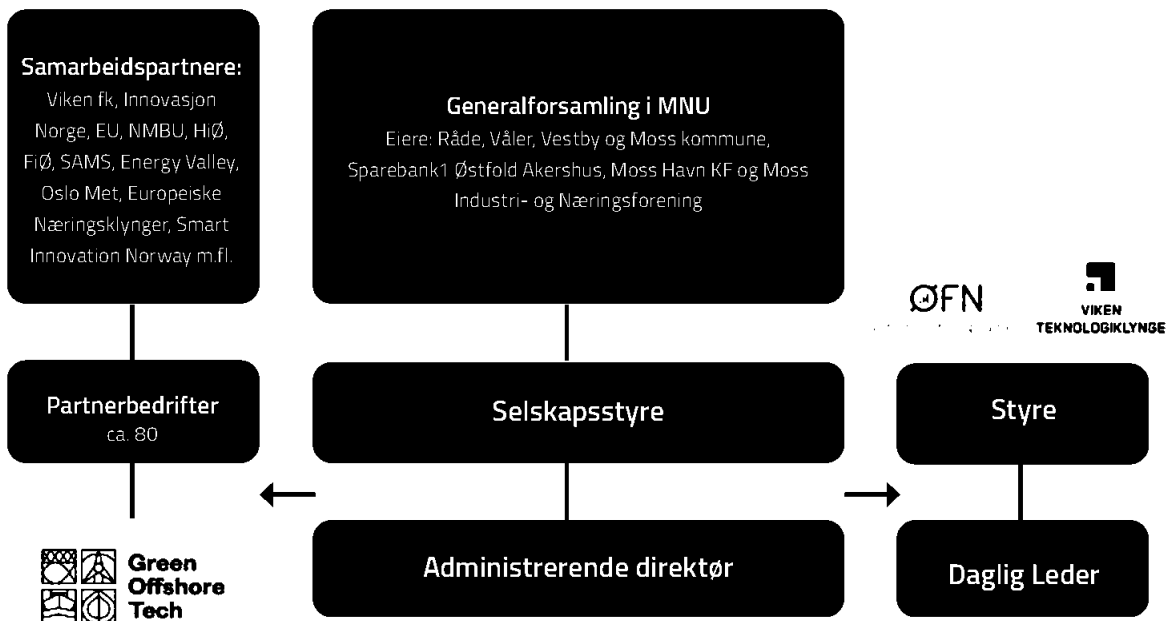 Samarbeidspartnere:
Viken fk, Innovasjon
Norge, EU, NMBU, HiØ,
FiØ, SAMS, Energy Valley,
Oslo Met, Europeiske
Næringsklynger, Smart
Innovation Norway m.fl.
Generalforsamling i MNU
Eiere: Råde, Våler, Vestby og Moss kommune,
Sparebank1 Østfold Akershus, Moss Havn KF og Moss
Industri- og Næringsforening
ØFN
VIKEN
TEKNOLOGIKLYNGE
Partnerbedrifter
ca. 80
Selskapsstyre
Styre
Green
Offshore
Tech
Administrerende direktør
Daglig Leder